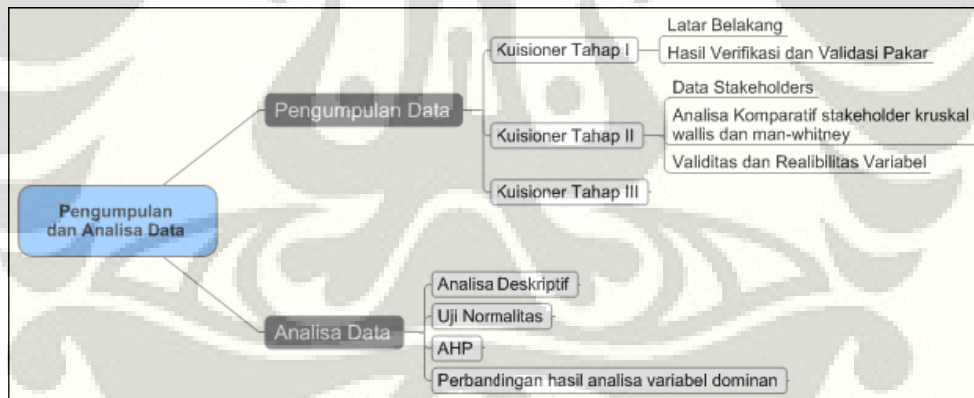 Pengumpulan
dan Analisa Data
Pengumpulan Data
Kuisioner Tahap I
Latar Belakang
Hasil Verifikasi dan Validasi Pakar
Kuisioner Tahap II
Data Stakeholders
Analisa Komparatif stakeholder kruskal
wallis dan man-whitney
Validitas dan Realibilitas Variabel
Kuisioner Tahap III
Analisa Data
Analisa Deskriptif
Uji Normalitas
AHP
Perbandingan hasil analisa variabel dominan